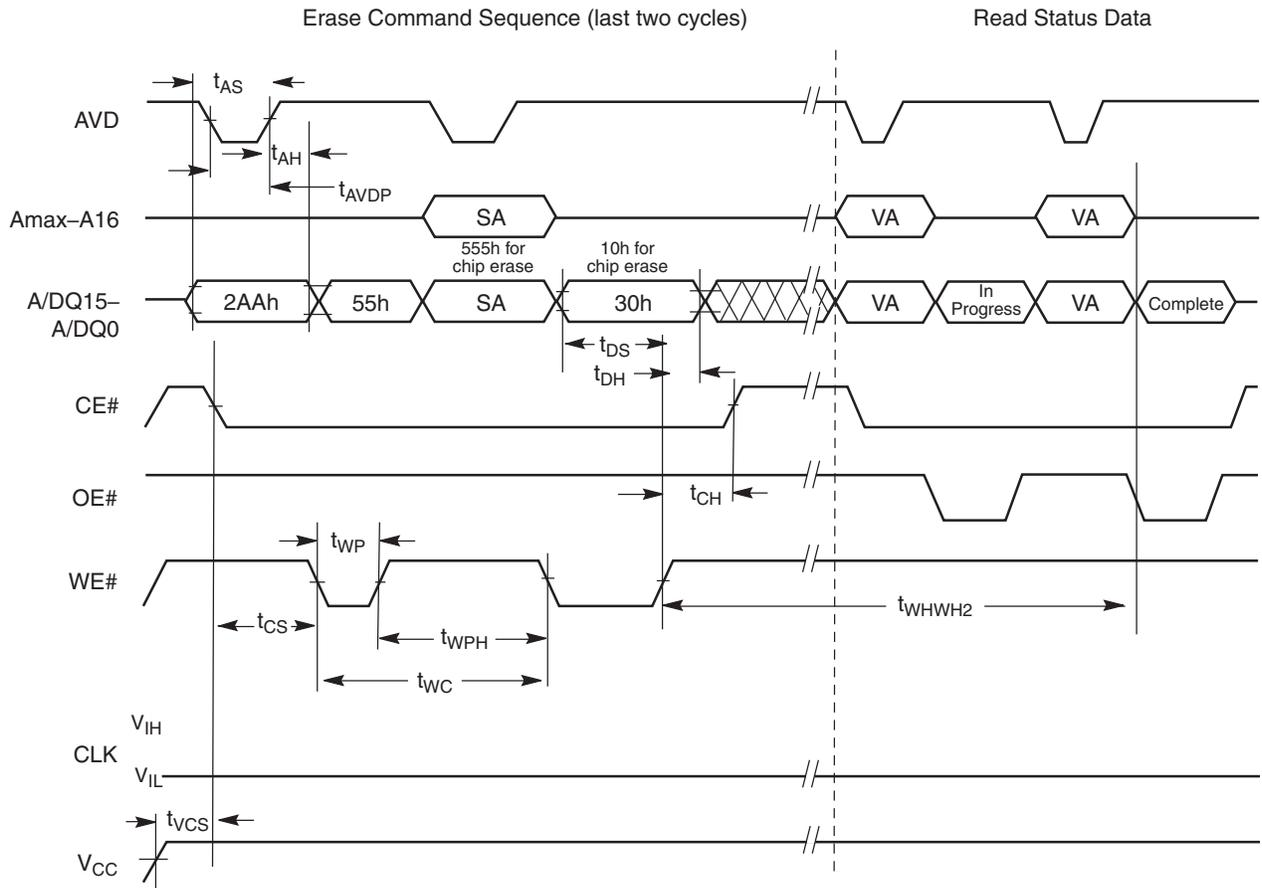 Erase Command Sequence (last two cycles)
Read Status Data
AVD
tAS
tAH
tAVDP
Amax–A16
SA
VA
VA
555h for
chip erase
10h for
chip erase
A/DQ15–
A/DQ0
2AAh
55h
SA
30h
VA
In
Progress
VA
Complete
tDS
tDH
CE#
OE#
tCH
WE#
tWP
tCS
tWPH
tWC
tWHWH2
VIH
CLK
VIL
tVCS
VCC